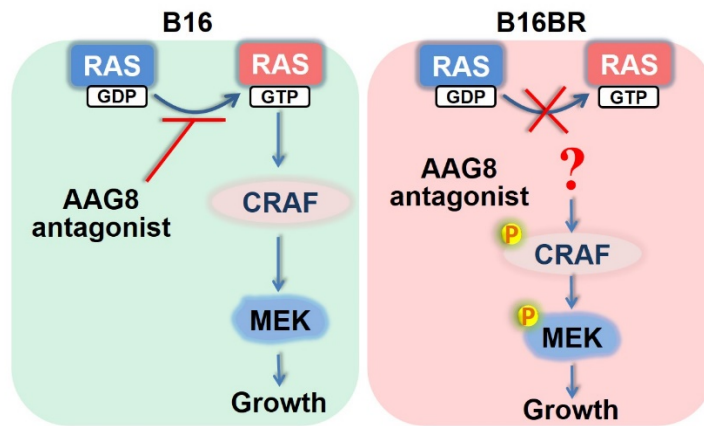 B16
RAS
GDP
RAS
GTP
AAG8
antagonist
CRAF
MEK
Growth
B16BR
RAS
GDP
RAS
GTP
AAG8
antagonist
?
P
CRAF
P
MEK
Growth